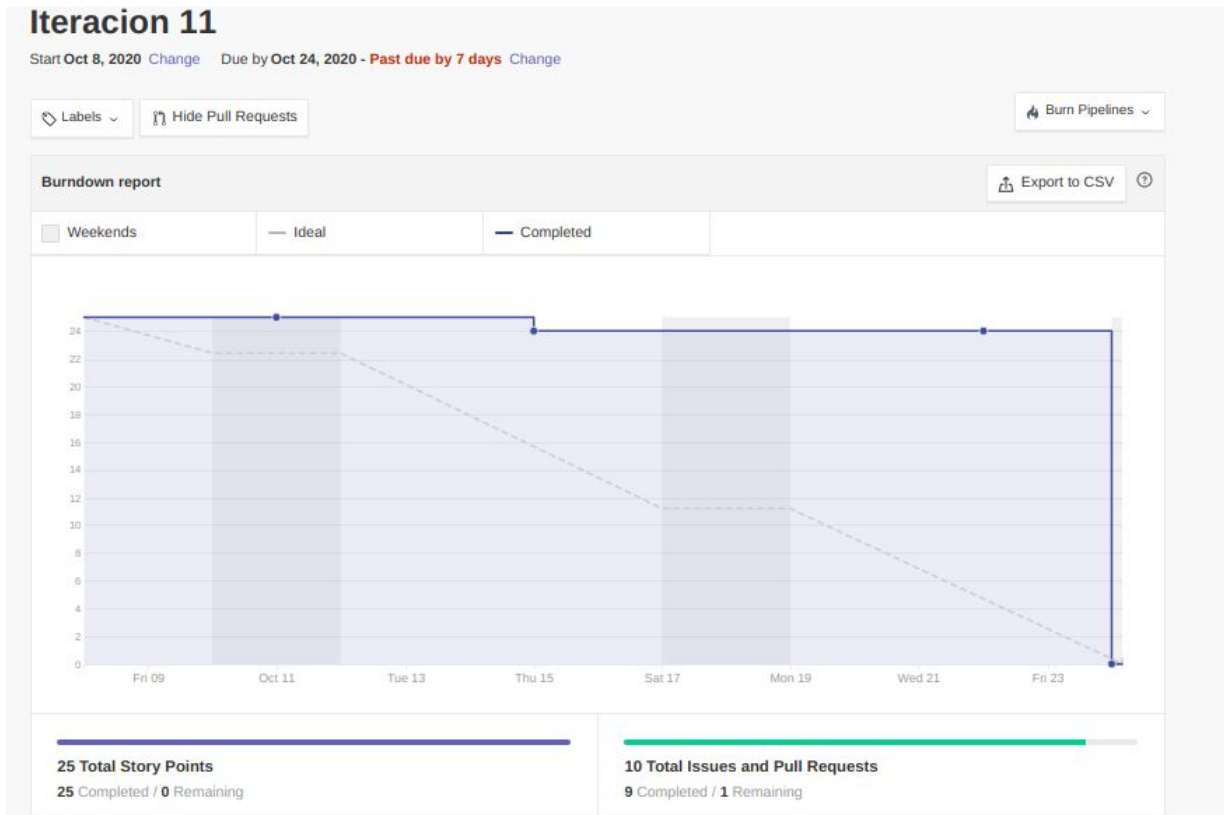 Iteracion 11
Start Oct 8, 2020 Change Due by Oct 24, 2020 - Past due by 7 days Change
Labels Hide Pull Requests Burn Pipelines
Burndown report Export to CSV ?
Weekends Ideal Completed
24
22
20
18
16
14
12
10
8
6
4
2
0
Fri 09 Oct 11 Tue 13 Thu 15 Sat 17 Mon 19 Wed 21 Fri 23
25 Total Story Points 10 Total Issues and Pull Requests
25 Completed / 0 Remaining 9 Completed / 1 Remaining